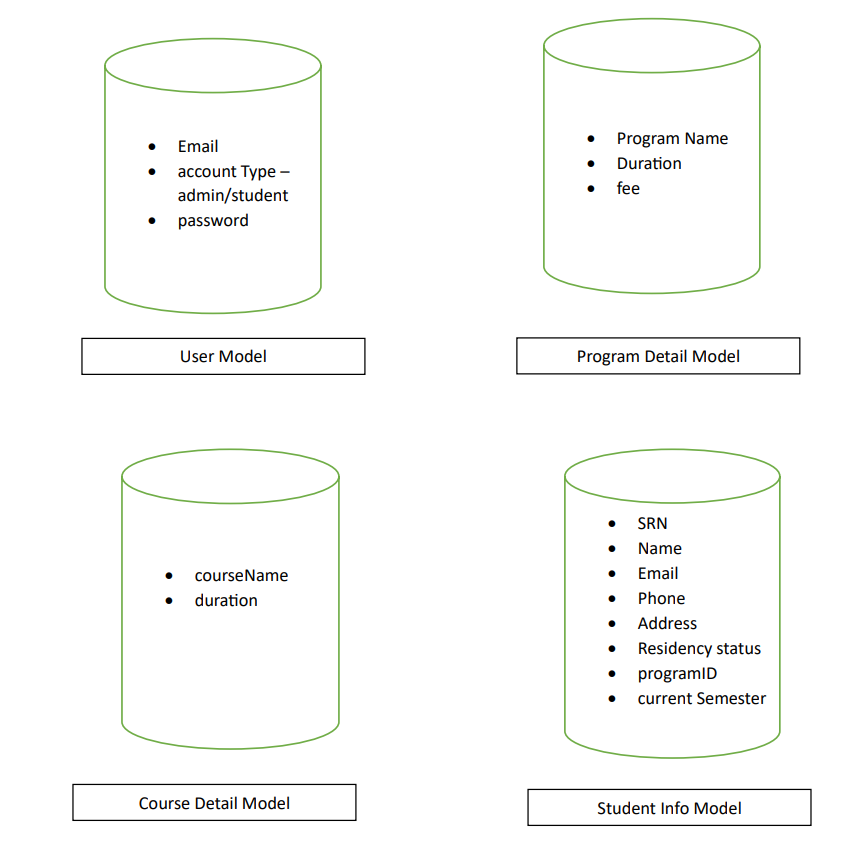 • Email
• account Type –
admin/student
• password
User Model
• Program Name
• Duration
• fee
Program Detail Model
• courseName
• duration
Course Detail Model
• SRN
• Name
• Email
• Phone
• Address
• Residency status
• programID
• current Semester
Student Info Model